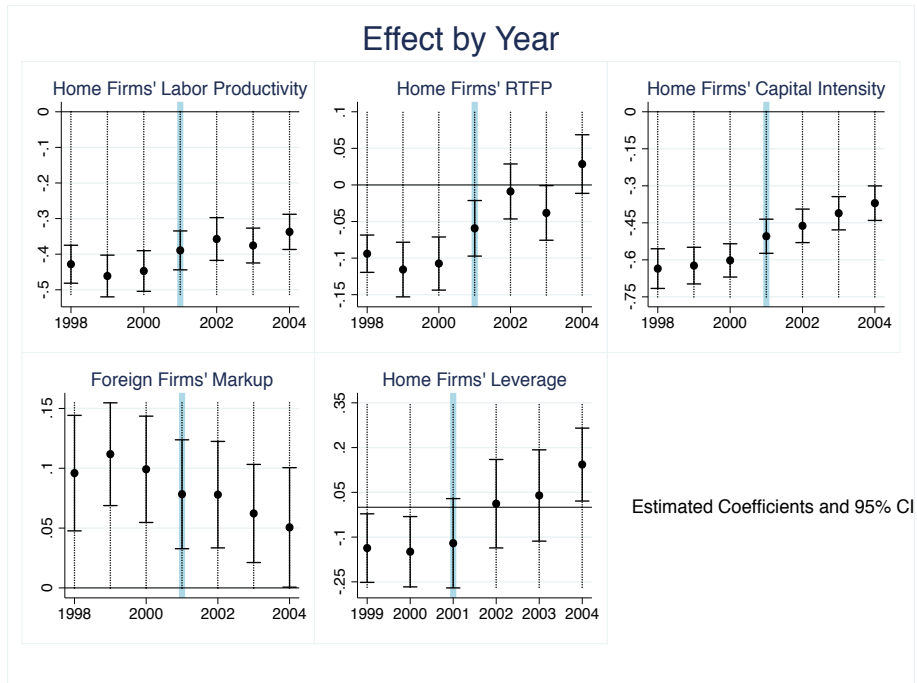 Effect by Year
Home Firms' Labor Productivity
0
-.1
-.2
-.3
-.4
-.5
1998 2000 2002 2004
Home Firms' RTFP
.1
.05
0
-.05
-.1
-.15
1998 2000 2002 2004
Home Firms' Capital Intensity
0
-.15
-.3
-.45
-.6
-.75
1998 2000 2002 2004
Foreign Firms' Markup
.15
.1
.05
0
1998 2000 2002 2004
Home Firms' Leverage
.35
.2
.05
-.1
-.25
1999 2000 2001 2002 2003 2004
Estimated Coefficients and 95% CI